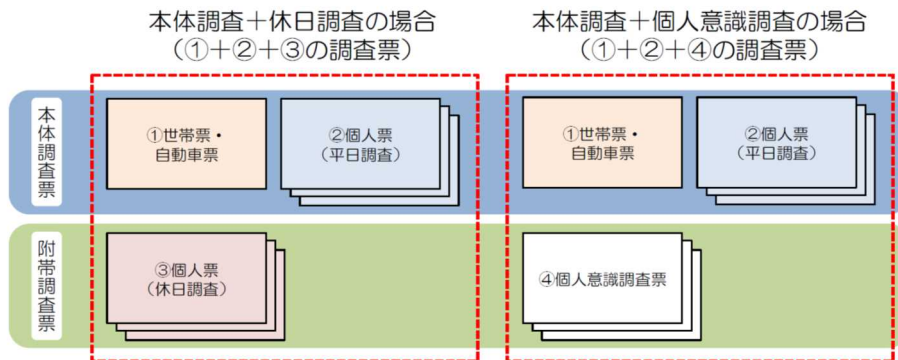 本体調査＋休日調査の場合
（①＋②＋③の調査票）
本体調査＋個人意識調査の場合
（①＋②＋④の調査票）
本体調査票
①世帯票・
自動車票
②個人票
（平日調査）
①世帯票・
自動車票
②個人票
（平日調査）
附帯調査票
③個人票
（休日調査）
④個人意識調査票